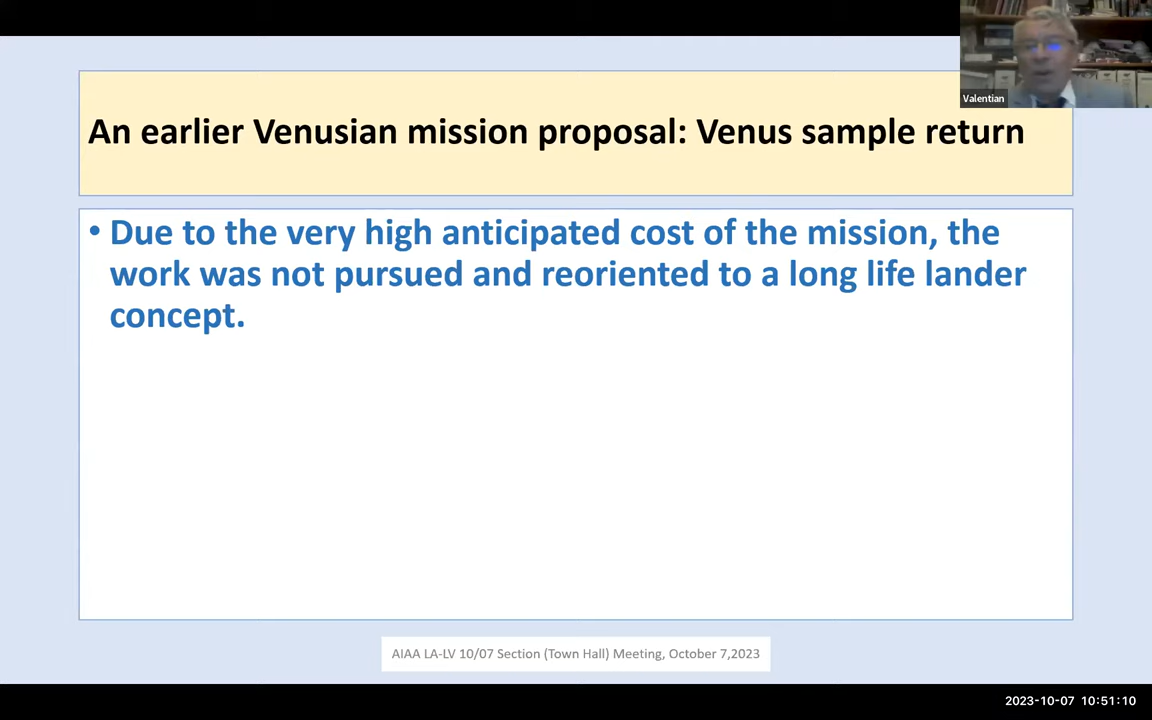 Valentian
An earlier Venusian mission proposal: Venus sample return
• Due to the very high anticipated cost of the mission, the
work was not pursued and reoriented to a long life lander
concept.
AIAA LA-LV 10/07 Section (Town Hall) Meeting, October 7,2023
2023-10-07 10:51:10